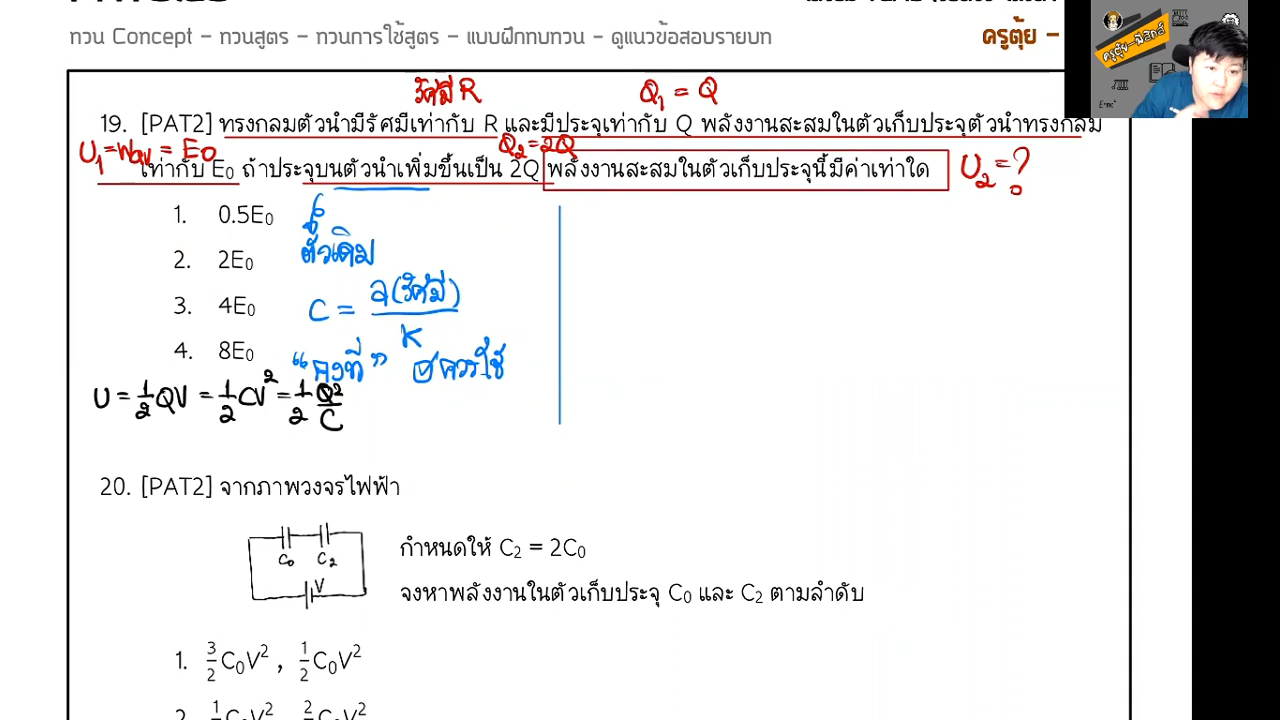 ทวน Concept – ทวนสูตร – ทวนการใช้สูตร – แบบฝึกทบทวน – ดูแนวข้อสอบรายบท
ครูตุ้ย –
ครูตุ้ย-ฟิสิกส์
E=mc²
รัศมี R
Q₁ = Q
19. [PAT2] ทรงกลมตัวนำมีรัศมีเท่ากับ R และมีประจุเท่ากับ Q พลังงานสะสมในตัวเก็บประจุตัวนำทรงกลม
U₁ = = E₀
Q₂ = 2Q
เท่ากับ E₀ ถ้าประจุบนตัวนำเพิ่มขึ้นเป็น 2Q พลังงานสะสมในตัวเก็บประจุนี้มีค่าเท่าใด
U₂ = ?
1. 0.5E₀
2. 2E₀
3. 4E₀
4. 8E₀
ตัวเดิม
C = a(รัศมี)/K
"คงที่" ควรใช้
U = 1/2 QV = 1/2 CV² = 1/2 Q²/C
20. [PAT2] จากภาพวงจรไฟฟ้า
C₀ C₂
V
กำหนดให้ C₂ = 2C₀
จงหาพลังงานในตัวเก็บประจุ C₀ และ C₂ ตามลำดับ
1. 3/2 C₀V² , 1/2 C₀V²